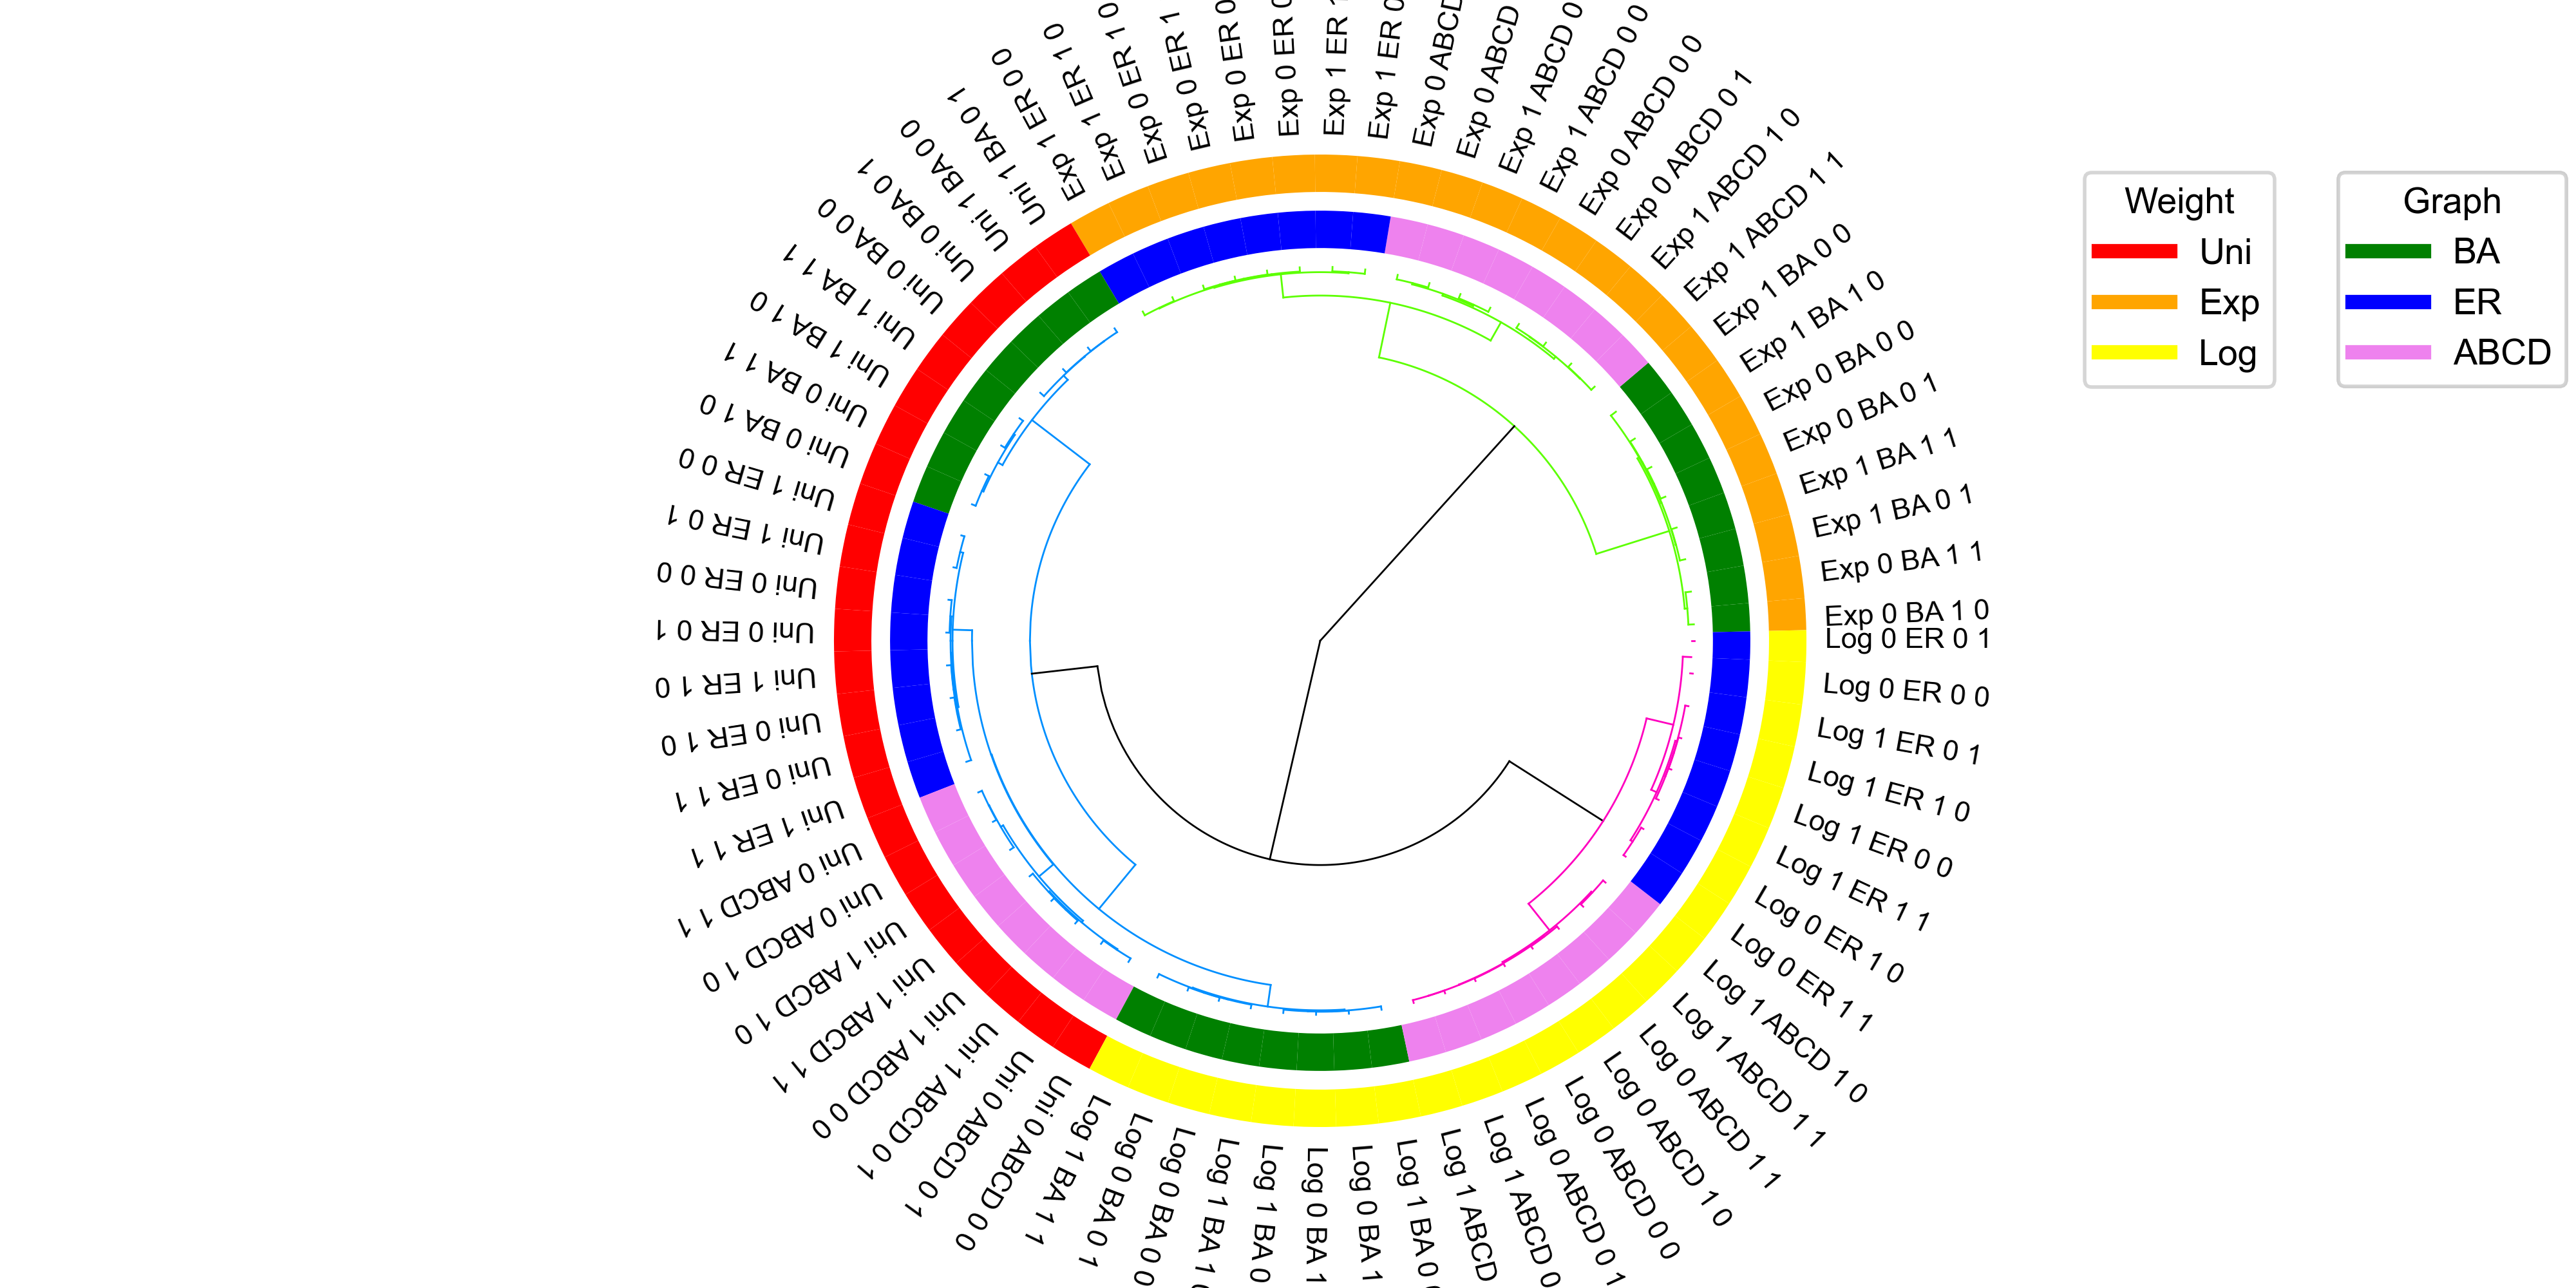 Exp 0 BA 1 0
Exp 0 BA 1 1
Exp 1 BA 0 1
Exp 1 BA 1 1
Exp 0 BA 0 1
Exp 0 BA 0 0
Exp 1 BA 1 0
Exp 1 BA 0 0
Exp 1 ABCD 1 1
Exp 1 ABCD 1 0
Exp 0 ABCD 0 1
Exp 0 ABCD 0 0
Exp 1 ABCD 0 0
Exp 1 ABCD 0
Exp 0 ABCD
Exp 0 ABCD
Exp 1 ER 0
Exp 1 ER
Exp 0 ER 0
Exp 0 ER 0
Exp 0 ER 1
Exp 0 ER 1 0
Exp 1 ER 1 0
Exp 1 ER 0 0
Uni 1 BA 0 1
Uni 1 BA 0 0
Uni 0 BA 0 1
Uni 0 BA 0 0
Uni 1 BA 1 1
Uni 1 BA 1 0
Uni 0 BA 1 1
Uni 0 BA 1 0
Uni 1 ER 0 0
Uni 1 ER 0 1
Uni 0 ER 0 0
Uni 0 ER 0 1
Uni 1 ER 1 0
Uni 0 ER 1 0
Uni 0 ER 1 1
Uni 1 ER 1 1
Uni 0 ABCD 1 1
Uni 0 ABCD 1 0
Uni 1 ABCD 1 0
Uni 1 ABCD 1 1
Uni 1 ABCD 0 0
Uni 1 ABCD 0 1
Uni 0 ABCD 0 1
Uni 0 ABCD 0 0
Log 1 BA 1 1
Log 0 BA 0 1
Log 0 BA 0 0
Log 1 BA 1
Log 1 BA 0
Log 0 BA 1
Log 0 BA 1
Log 1 BA 0
Log 1 ABCD
Log 1 ABCD 0
Log 0 ABCD 0 1
Log 0 ABCD 0 0
Log 0 ABCD 1 0
Log 0 ABCD 1 1
Log 1 ABCD 1 1
Log 1 ABCD 1 0
Log 0 ER 1 1
Log 0 ER 1 0
Log 1 ER 1 1
Log 1 ER 0 0
Log 1 ER 1 0
Log 1 ER 0 1
Log 0 ER 0 0
Log 0 ER 0 1
Weight
Uni
Exp
Log
Graph
BA
ER
ABCD